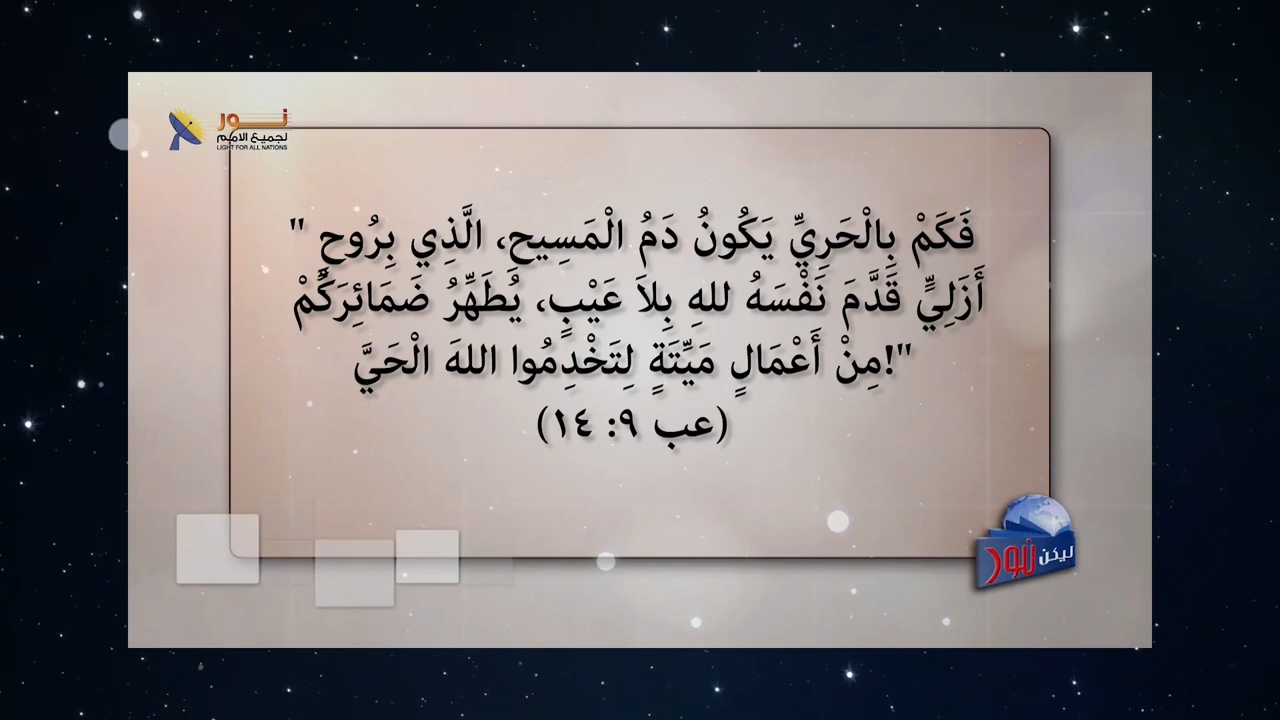 نور
لجميع الامم
LIGHT FOR ALL NATIONS
فَكَمْ بِالْحَرِيِّ يَكُونُ دَمُ الْمَسِيحِ، الَّذِي بِرُوحٍ "
أَزَلِيٍّ قَدَّمَ نَفْسَهُ للهِ بِلاَ عَيْبٍ، يُطَهِّرُ ضَمَائِرَكُمْ
"!مِنْ أَعْمَالٍ مَيِّتَةٍ لِتَخْدِمُوا اللهَ الْحَيَّ
(عب ٩: ١٤)
ليكن نور